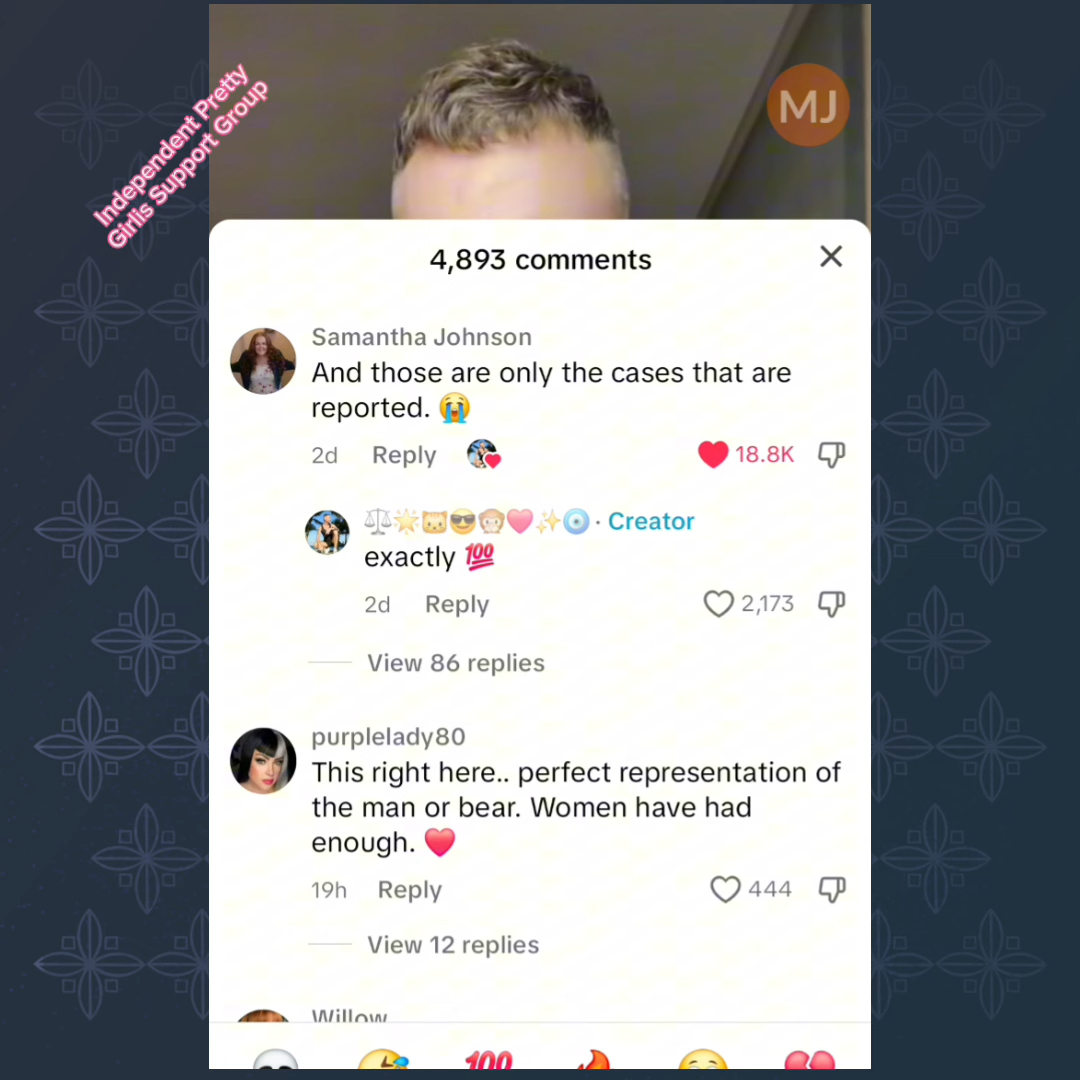 Independent Pretty
Girlis Support Group
MJ
4,893 comments
Samantha Johnson
And those are only the cases that are
reported. 😭
2d Reply 18.8K
⚖️🌟🐱😎🙊💗✨🧿 · Creator
exactly 💯
2d Reply 2,173
View 86 replies
purplelady80
This right here.. perfect representation of
the man or bear. Women have had
enough. ❤️
19h Reply 444
View 12 replies
Willow